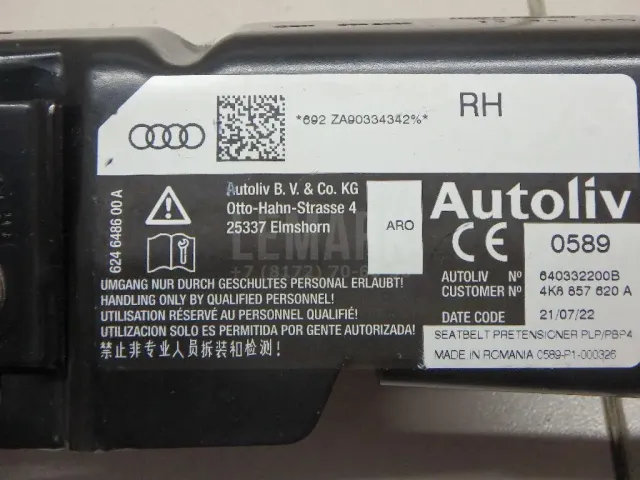 *692 ZA90334342%*
RH
624 6486 00 A
Autoliv B. V. & Co. KG
Otto-Hahn-Strasse 4
25337 Elmshorn
ARO
Autoliv
CE 0589
AUTOLIV Nº 640332200B
CUSTOMER Nº 4K8 857 620 A
DATE CODE 21/07/22
SEATBELT PRETENSIONER PLP/PBP4
MADE IN ROMANIA 0589-P1-000326
UMGANG NUR DURCH GESCHULTES PERSONAL ERLAUBT!
HANDLING ONLY BY QUALIFIED PERSONNEL!
UTILISATION RÉSERVÉ AU PERSONNEL QUALIFIÉ!
UTILIZACION SOLO ES PERMITIDO POR GENTE AUTORIZADA!
禁止非专业人员拆装和检测!